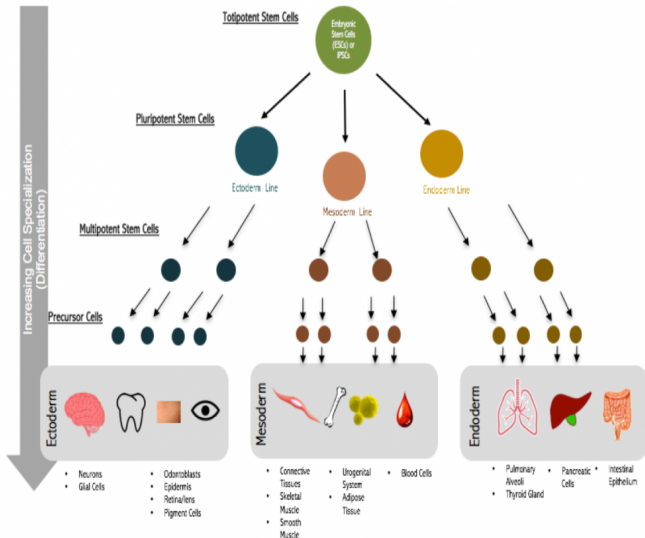 Totipotent Stem Cells
Embryonic
Stem Cells
(ESCs) or
iPSCs
Pluripotent Stem Cells
Ectoderm Line
Mesoderm Line
Endoderm Line
Multipotent Stem Cells
Precursor Cells
Increasing Cell Specialization
(Differentiation)
Ectoderm
Mesoderm
Endoderm
• Neurons
• Glial Cells
• Odontoblasts
• Epidermis
• Retina/lens
• Pigment Cells
• Connective
Tissues
• Skeletal
Muscle
• Smooth
Muscle
• Urogenital
System
• Adipose
Tissue
• Blood Cells
• Pulmonary
Alveoli
• Thyroid Gland
• Pancreatic
Cells
• Intestinal
Epithelium